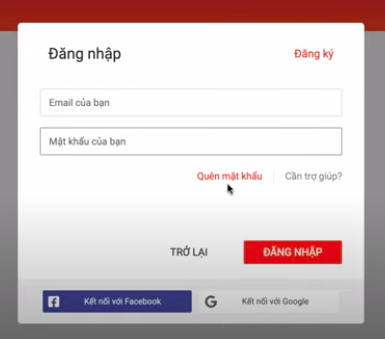 Đăng nhập Đăng ký
Email của bạn
Mật khẩu của bạn
Quên mật khẩu Cần trợ giúp?
TRỞ LẠI ĐĂNG NHẬP
Kết nối với Facebook Kết nối với Google